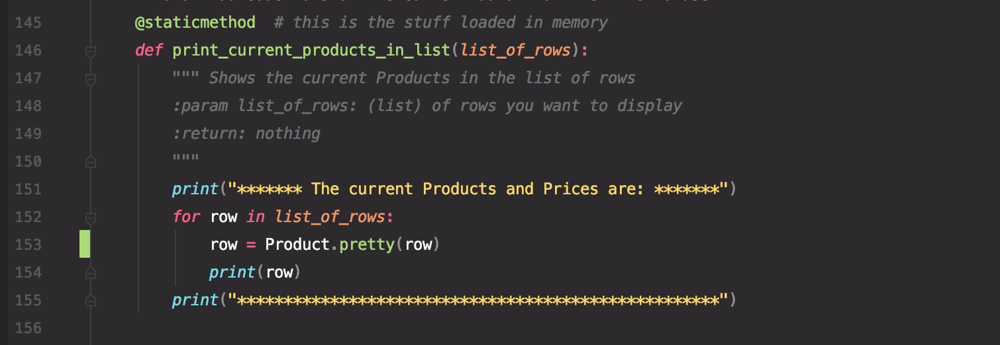 145 @staticmethod # this is the stuff loaded in memory
146 def print_current_products_in_list(list_of_rows):
147 """ Shows the current Products in the list of rows
148 :param list_of_rows: (list) of rows you want to display
149 :return: nothing
150 """
151 print("******* The current Products and Prices are: *******")
152 for row in list_of_rows:
153 row = Product.pretty(row)
154 print(row)
155 print("****************************************************")
156